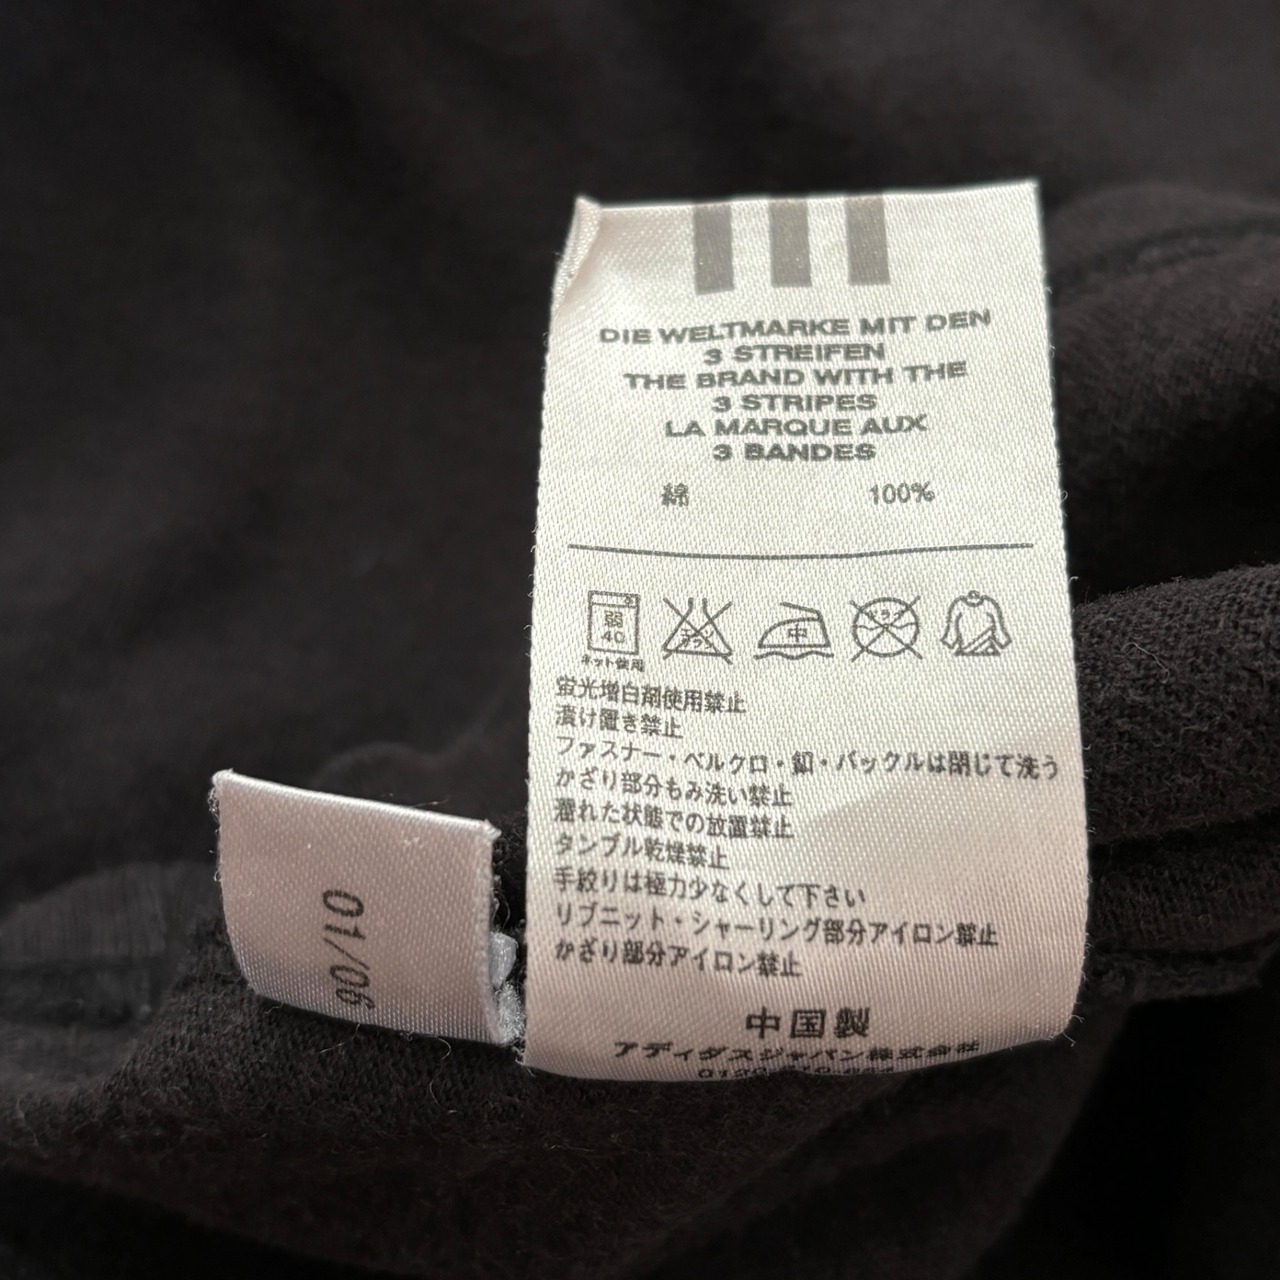 DIE WELTMARKE MIT DEN
3 STREIFEN
THE BRAND WITH THE
3 STRIPES
LA MARQUE AUX
3 BANDES
綿 100%
弱
40
ネット使用
中
蛍光増白剤使用禁止
漬け置き禁止
ファスナー・ベルクロ・釦・バックルは閉じて洗う
かざり部分もみ洗い禁止
濡れた状態での放置禁止
タンブル乾燥禁止
手絞りは極力少なくして下さい
リブニット・シャーリング部分アイロン禁止
かざり部分アイロン禁止
中国製
アディダスジャパン株式会社
01/06